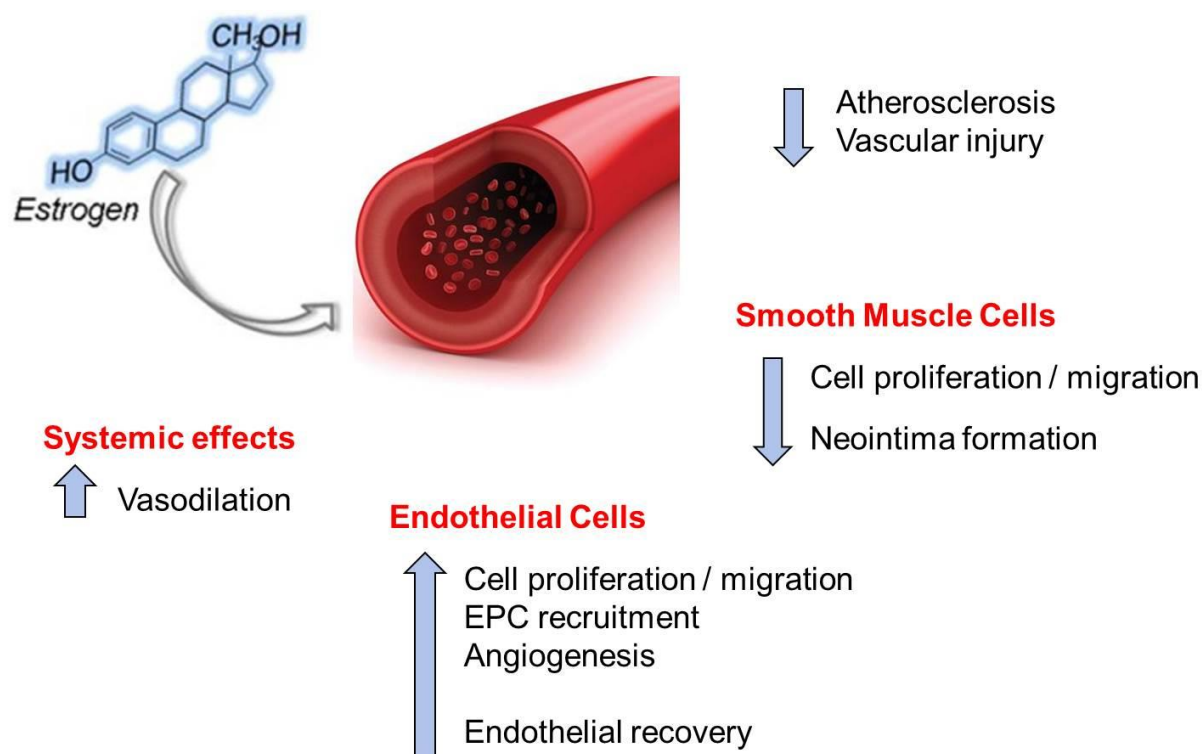 CH₃OH
HO
Estrogen
Atherosclerosis
Vascular injury
Smooth Muscle Cells
Cell proliferation / migration
Neointima formation
Systemic effects
Vasodilation
Endothelial Cells
Cell proliferation / migration
EPC recruitment
Angiogenesis
Endothelial recovery